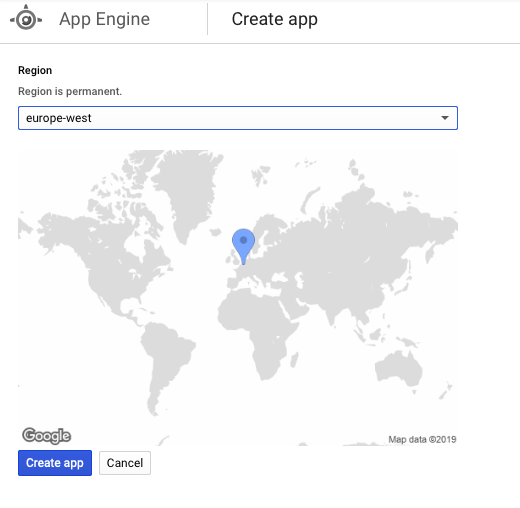 App Engine Create app
Region
Region is permanent.
europe-west
Google
Map data ©2019
Create app Cancel